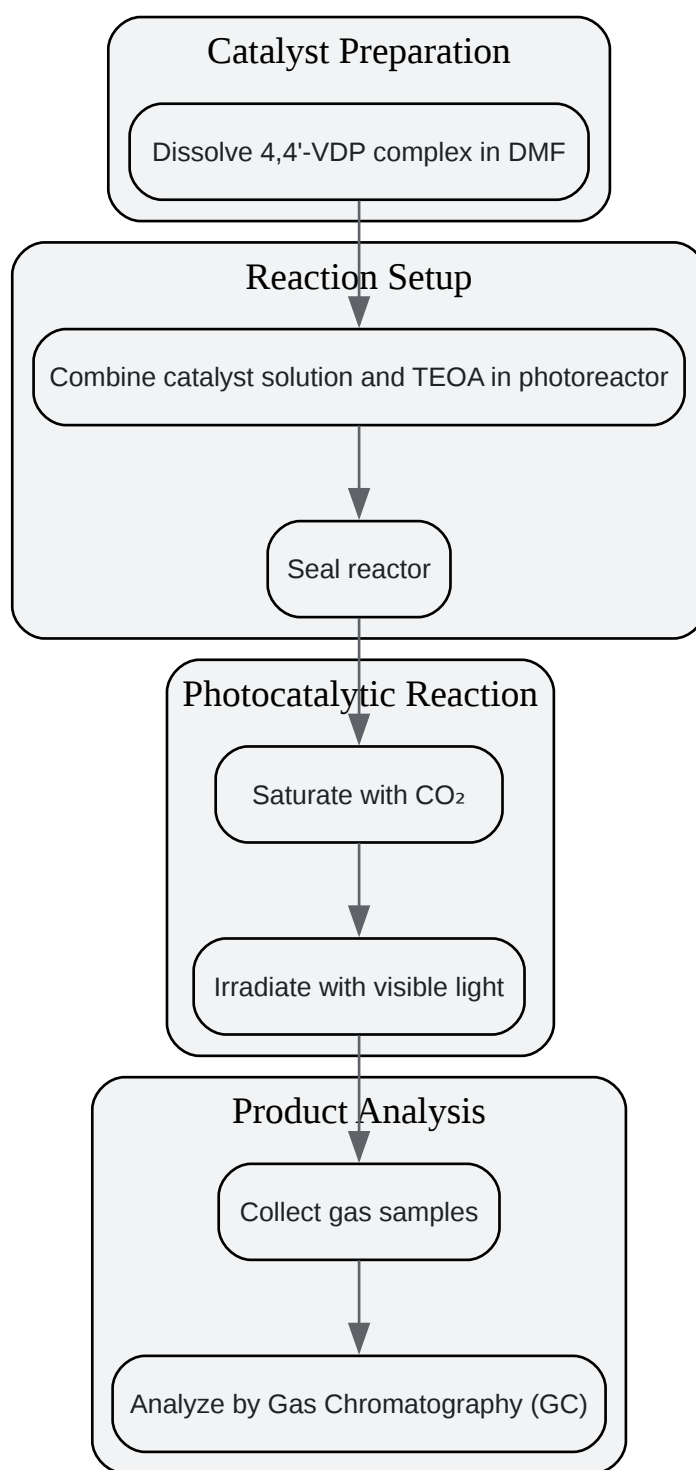 Catalyst Preparation
Dissolve 4,4'-VDP complex in DMF
Reaction Setup
Combine catalyst solution and TEOA in photoreactor
Seal reactor
Photocatalytic Reaction
Saturate with CO₂
Irradiate with visible light
Product Analysis
Collect gas samples
Analyze by Gas Chromatography (GC)